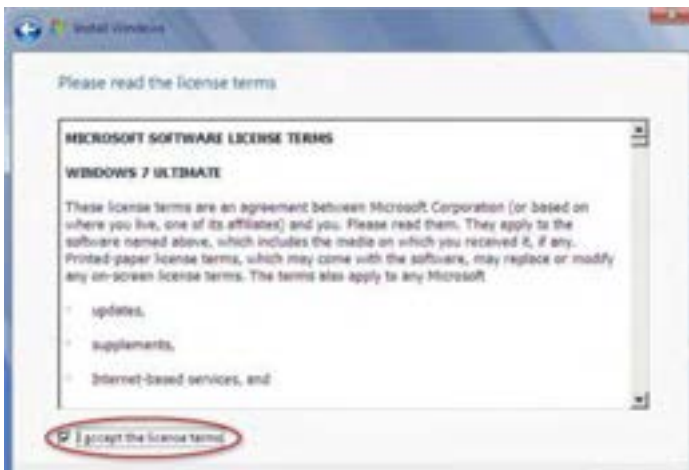 Install Windows
Please read the license terms
MICROSOFT SOFTWARE LICENSE TERMS
WINDOWS 7 ULTIMATE
These license terms are an agreement between Microsoft Corporation (or based on
where you live, one of its affiliates) and you. Please read them. They apply to the
software named above, which includes the media on which you received it, if any.
Printed-paper license terms, which may come with the software, may replace or modify
any on-screen license terms. The terms also apply to any Microsoft
· updates,
· supplements,
· Internet-based services, and
I accept the license terms